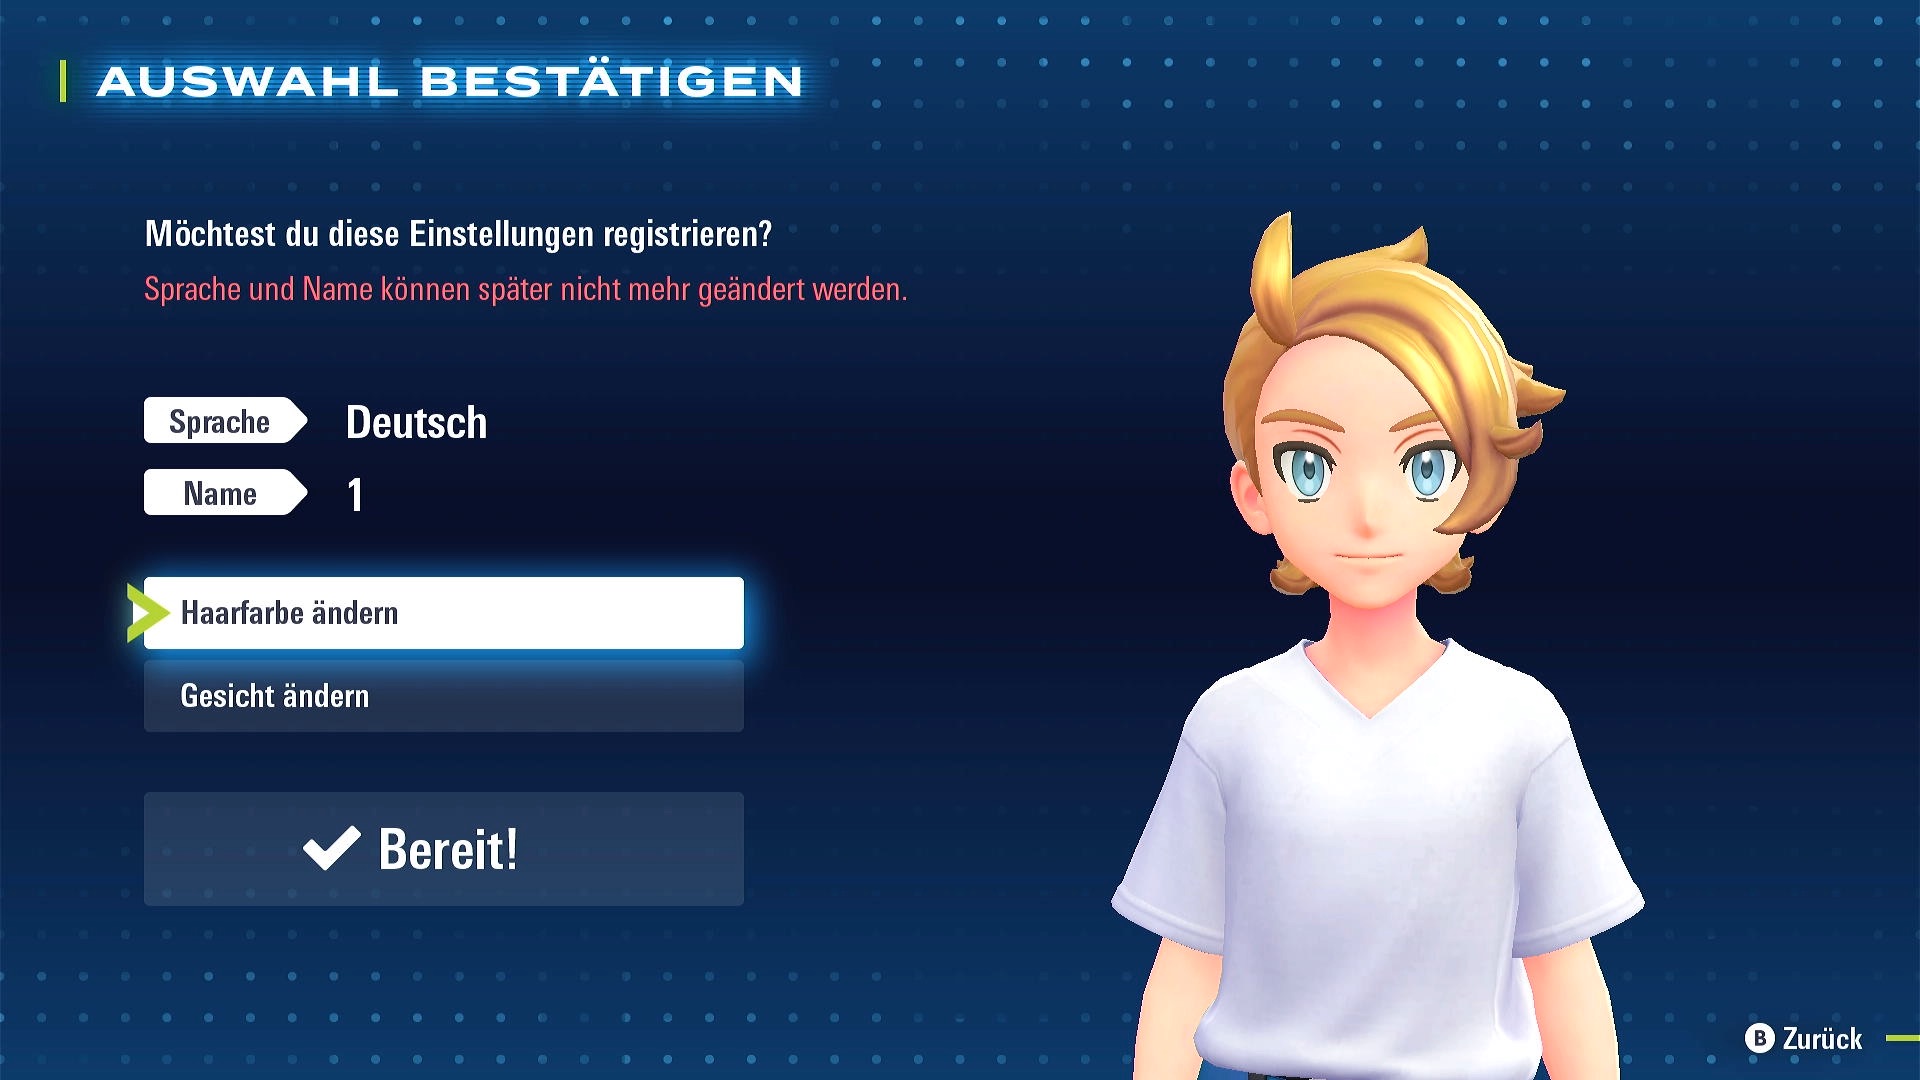 AUSWAHL BESTÄTIGEN
Möchtest du diese Einstellungen registrieren?
Sprache und Name können später nicht mehr geändert werden.
Sprache Deutsch
Name 1
Haarfarbe ändern
Gesicht ändern
Bereit!
B Zurück